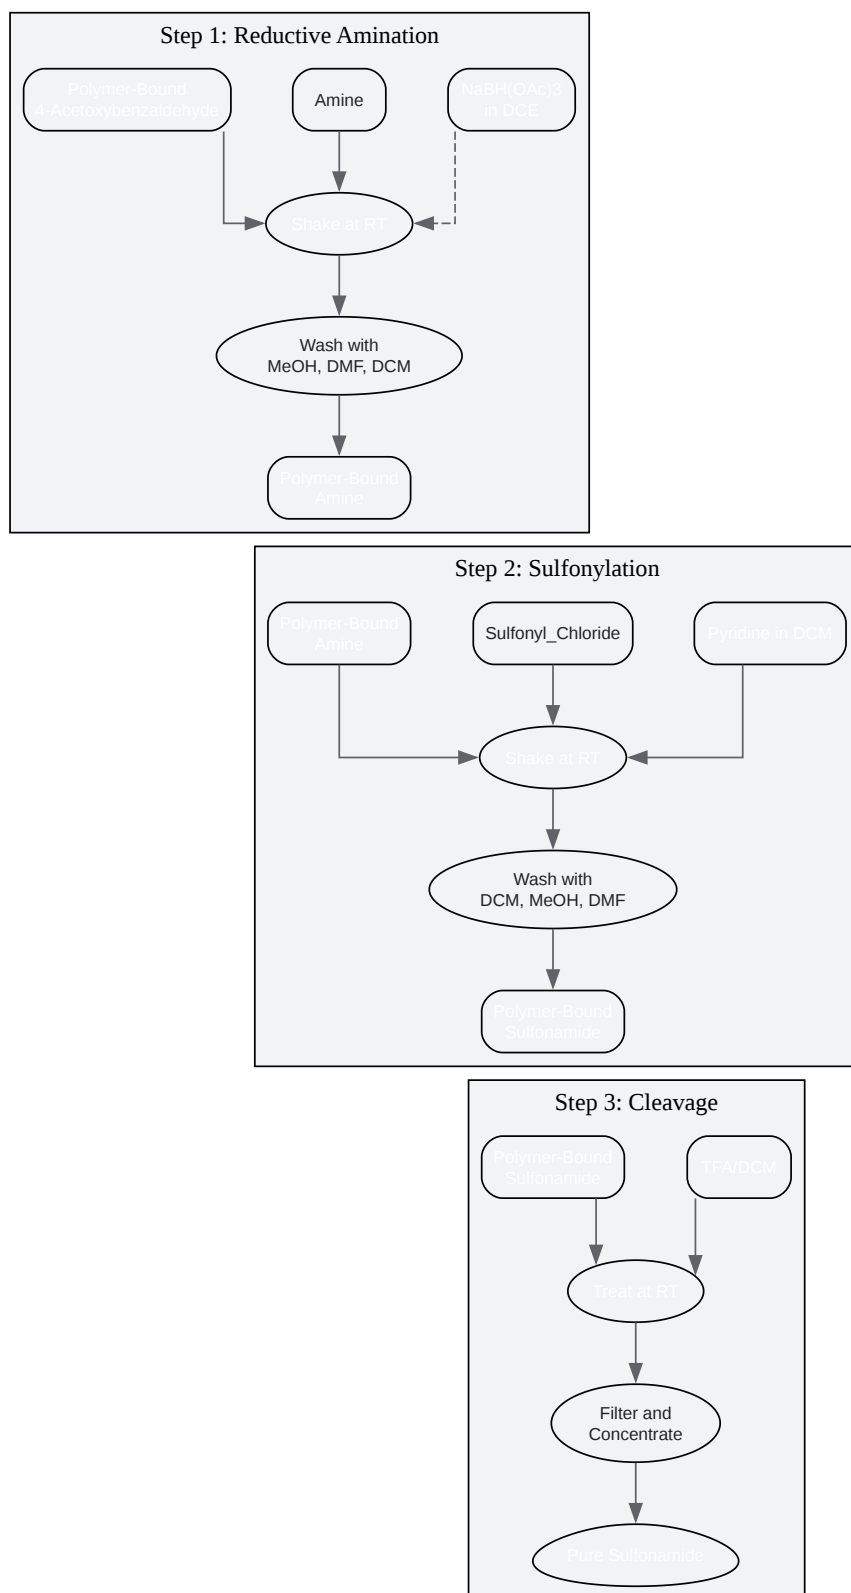 Step 1: Reductive Amination
Polymer-Bound
4-Acetoxybenzaldehyde
Amine
NaBH(OAc)3
in DCE
Shake at RT
Wash with
MeOH, DMF, DCM
Polymer-Bound
Amine
Step 2: Sulfonylation
Polymer-Bound
Amine
Sulfonyl_Chloride
Pyridine in DCM
Shake at RT
Wash with
DCM, MeOH, DMF
Polymer-Bound
Sulfonamide
Step 3: Cleavage
Polymer-Bound
Sulfonamide
TFA/DCM
Treat at RT
Filter and
Concentrate
Pure Sulfonamide